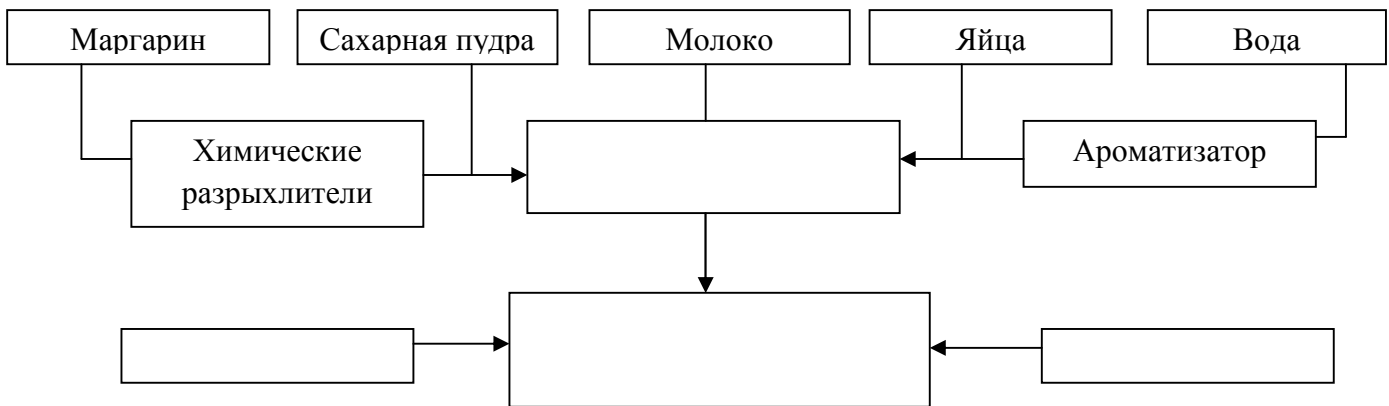 Маргарин
Сахарная пудра
Молоко
Яйца
Вода
Химические
разрыхлители
Ароматизатор